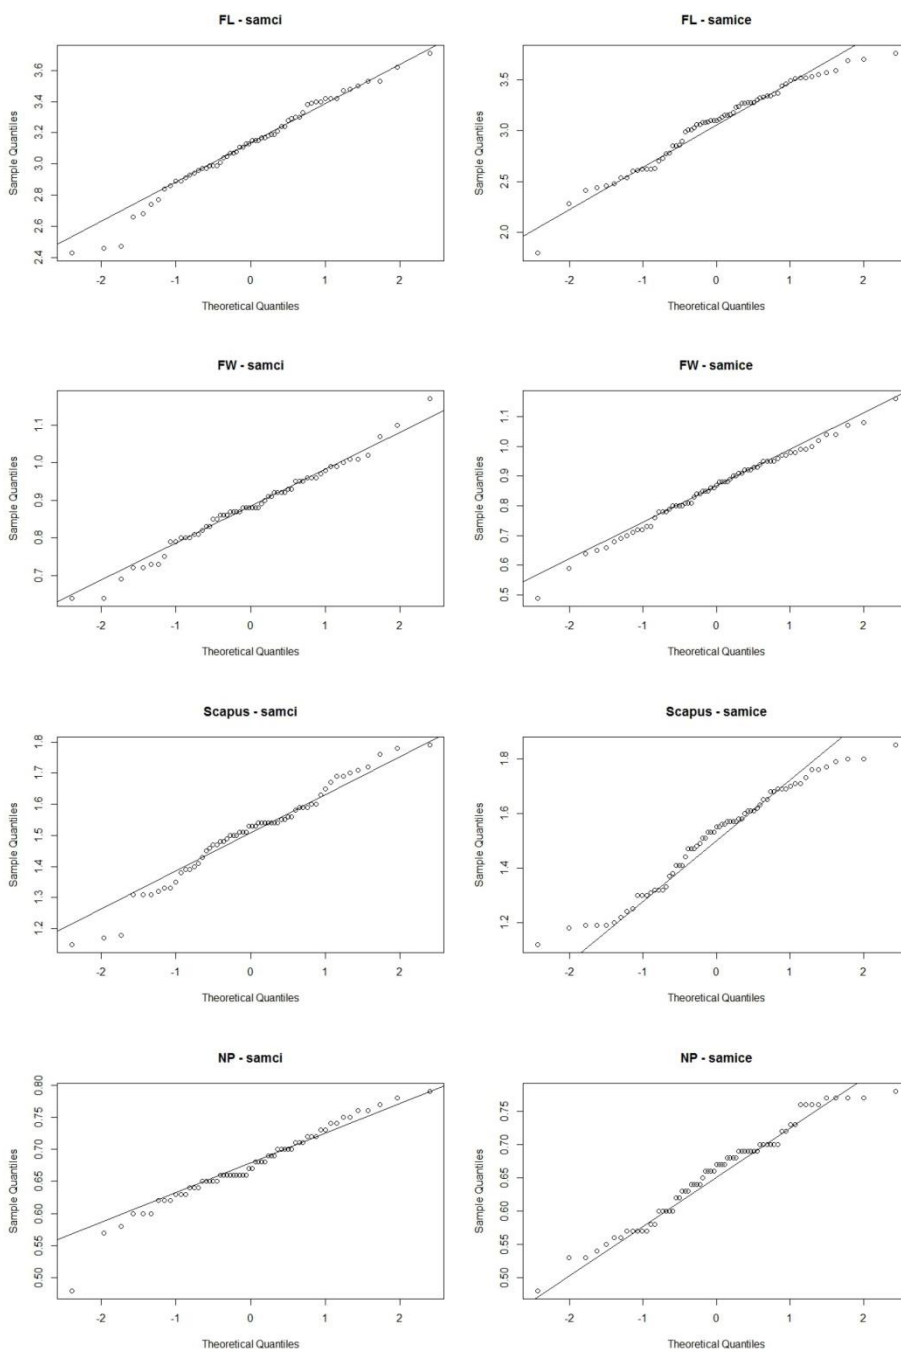 FL - samci
FL - samice
Sample Quantiles
2.4 2.6 2.8 3.0 3.2 3.4 3.6
-2 -1 0 1 2
Theoretical Quantiles
Sample Quantiles
2.0 2.5 3.0 3.5
-2 -1 0 1 2
Theoretical Quantiles
FW - samci
FW - samice
Sample Quantiles
0.7 0.8 0.9 1.0 1.1
-2 -1 0 1 2
Theoretical Quantiles
Sample Quantiles
0.5 0.6 0.7 0.8 0.9 1.0 1.1
-2 -1 0 1 2
Theoretical Quantiles
Scapus - samci
Scapus - samice
Sample Quantiles
1.2 1.3 1.4 1.5 1.6 1.7 1.8
-2 -1 0 1 2
Theoretical Quantiles
Sample Quantiles
1.2 1.4 1.6 1.8
-2 -1 0 1 2
Theoretical Quantiles
NP - samci
NP - samice
Sample Quantiles
0.50 0.55 0.60 0.65 0.70 0.75 0.80
-2 -1 0 1 2
Theoretical Quantiles
Sample Quantiles
0.50 0.55 0.60 0.65 0.70 0.75
-2 -1 0 1 2
Theoretical Quantiles